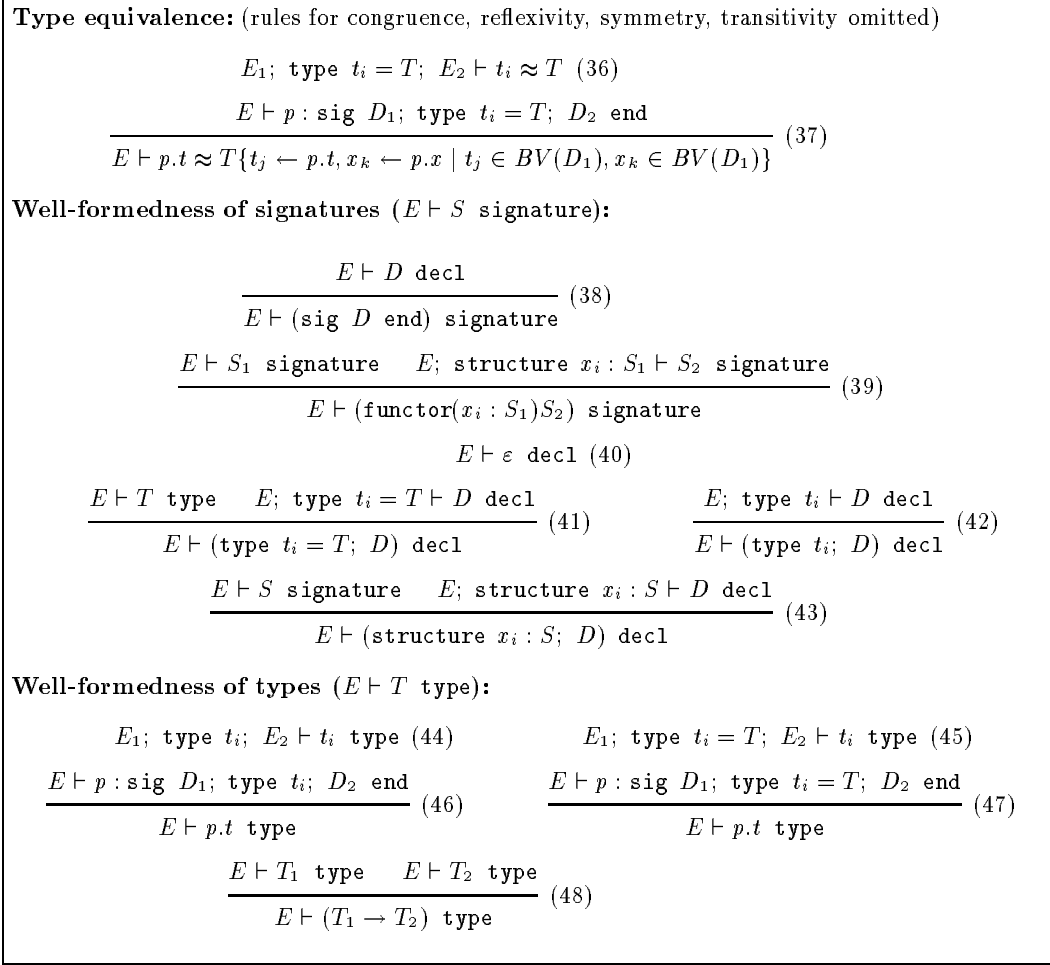 Type equivalence: (rules for congruence, reflexivity, symmetry, transitivity omitted)
E₁; type tᵢ = T; E₂ ⊢ tᵢ ≈ T (36)
E ⊢ p : sig D₁; type tᵢ = T; D₂ end
E ⊢ p.t ≈ T{tⱼ ← p.t, xₖ ← p.x | tⱼ ∈ BV(D₁), xₖ ∈ BV(D₁)} (37)
Well-formedness of signatures (E ⊢ S signature):
E ⊢ D decl
E ⊢ (sig D end) signature (38)
E ⊢ S₁ signature E; structure xᵢ : S₁ ⊢ S₂ signature
E ⊢ (functor(xᵢ : S₁)S₂) signature (39)
E ⊢ ε decl (40)
E ⊢ T type E; type tᵢ = T ⊢ D decl
E ⊢ (type tᵢ = T; D) decl (41)
E; type tᵢ ⊢ D decl
E ⊢ (type tᵢ; D) decl (42)
E ⊢ S signature E; structure xᵢ : S ⊢ D decl
E ⊢ (structure xᵢ : S; D) decl (43)
Well-formedness of types (E ⊢ T type):
E₁; type tᵢ; E₂ ⊢ tᵢ type (44)
E₁; type tᵢ = T; E₂ ⊢ tᵢ type (45)
E ⊢ p : sig D₁; type tᵢ; D₂ end
E ⊢ p.t type (46)
E ⊢ p : sig D₁; type tᵢ = T; D₂ end
E ⊢ p.t type (47)
E ⊢ T₁ type E ⊢ T₂ type
E ⊢ (T₁ → T₂) type (48)